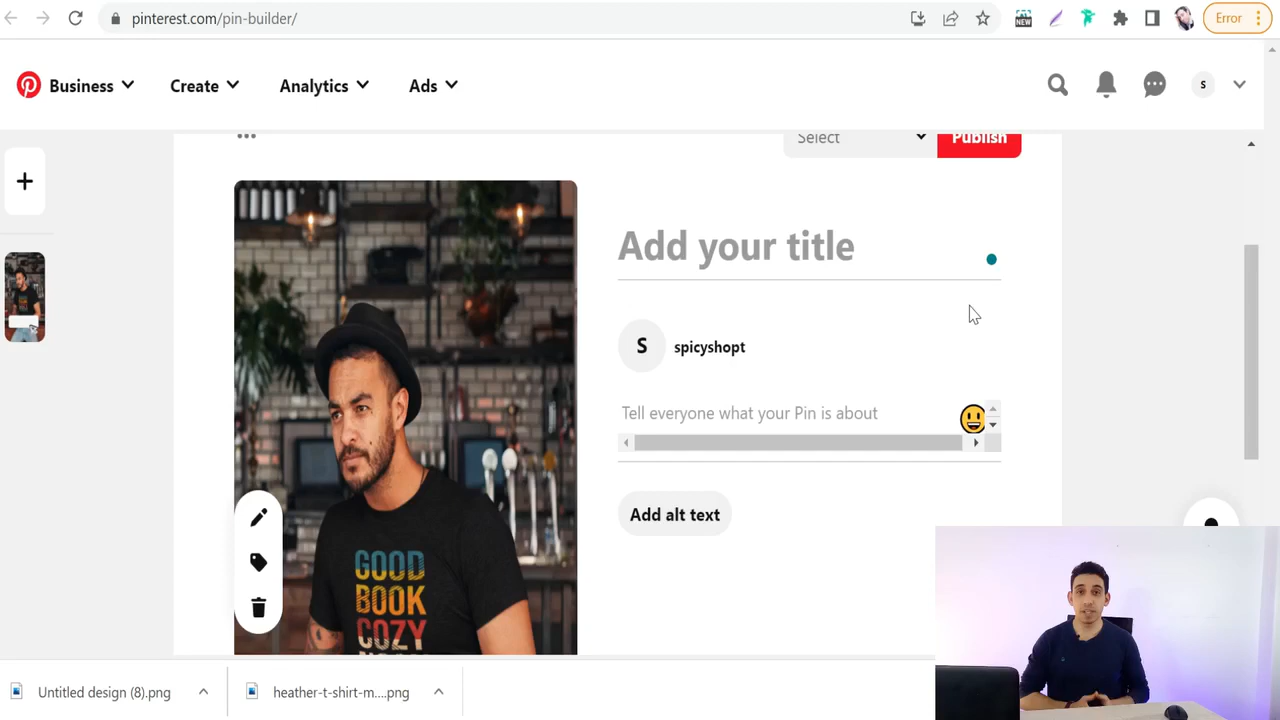 pinterest.com/pin-builder/
NEW
Error
Business
Create
Analytics
Ads
S
Select
Publish
Add your title
S
spicyshopt
Tell everyone what your Pin is about
Add alt text
GOOD
BOOK
COZY
Untitled design (8).png
heather-t-shirt-m....png